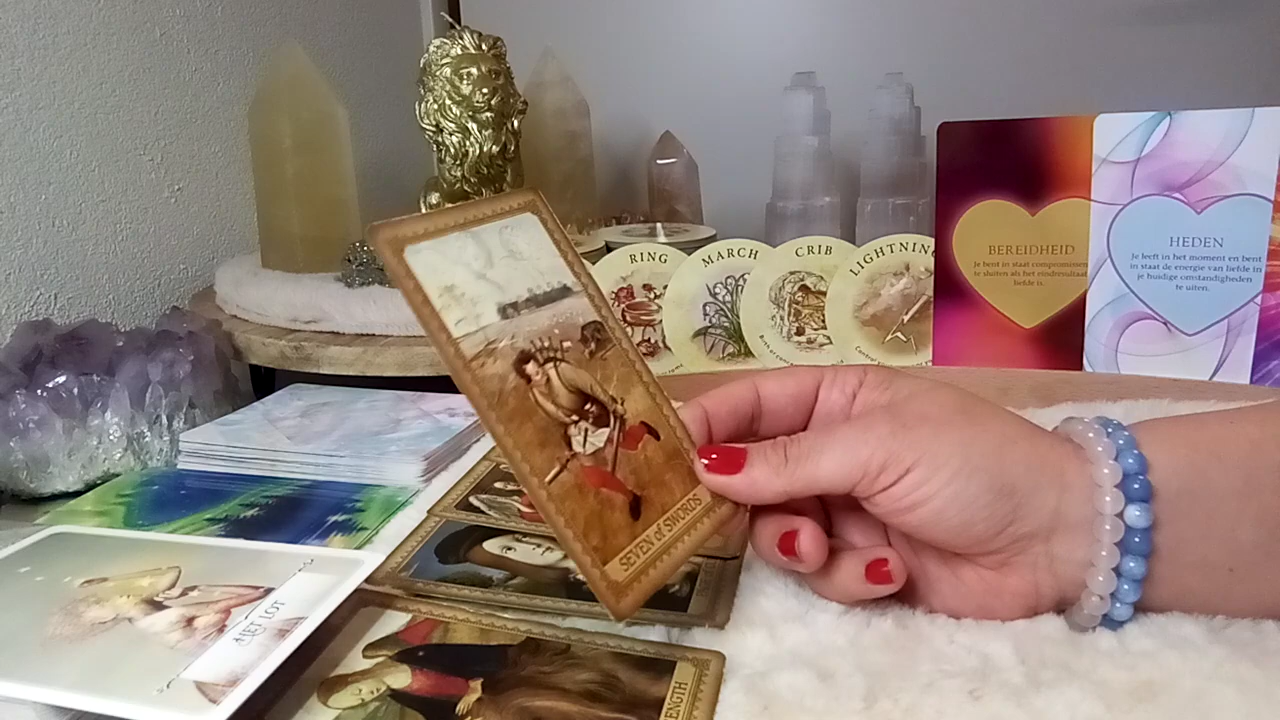 RING
MARCH
CRIB
LIGHTNING
BEREIDHEID
Je bent in staat compromissen
te sluiten als het eindresultaat
liefde is.
HEDEN
Je leeft in het moment en bent
in staat de energie van liefde in
je huidige omstandigheden
te uiten.
SEVEN of SWORDS
HET LOT